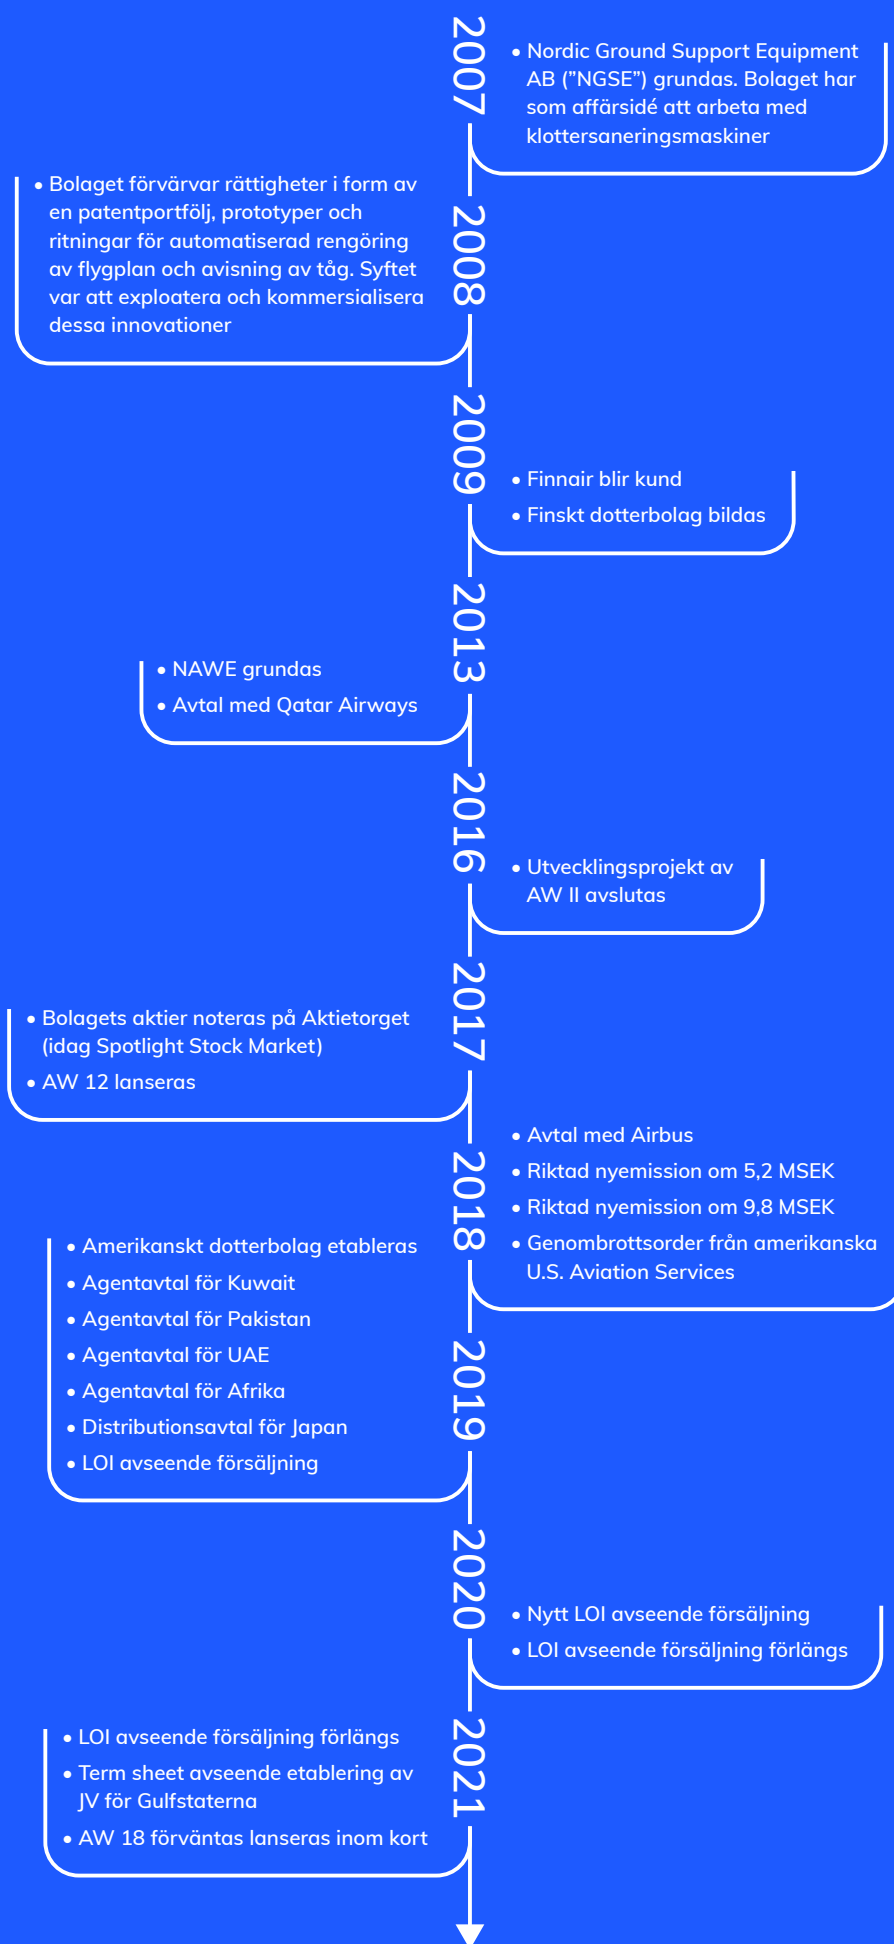 2007
• Nordic Ground Support Equipment
AB (”NGSE”) grundas. Bolaget har
som affärsidé att arbeta med
klottersaneringsmaskiner
2008
• Bolaget förvärvar rättigheter i form av
en patentportfölj, prototyper och
ritningar för automatiserad rengöring
av flygplan och avisning av tåg. Syftet
var att exploatera och kommersialisera
dessa innovationer
2009
• Finnair blir kund
• Finskt dotterbolag bildas
2013
• NAWE grundas
• Avtal med Qatar Airways
2016
• Utvecklingsprojekt av
AW II avslutas
2017
• Bolagets aktier noteras på Aktietorget
(idag Spotlight Stock Market)
• AW 12 lanseras
2018
• Avtal med Airbus
• Riktad nyemission om 5,2 MSEK
• Riktad nyemission om 9,8 MSEK
• Genombrottsorder från amerikanska
U.S. Aviation Services
2019
• Amerikanskt dotterbolag etableras
• Agentavtal för Kuwait
• Agentavtal för Pakistan
• Agentavtal för UAE
• Agentavtal för Afrika
• Distributionsavtal för Japan
• LOI avseende försäljning
2020
• Nytt LOI avseende försäljning
• LOI avseende försäljning förlängs
2021
• LOI avseende försäljning förlängs
• Term sheet avseende etablering av
JV för Gulfstaterna
• AW 18 förväntas lanseras inom kort